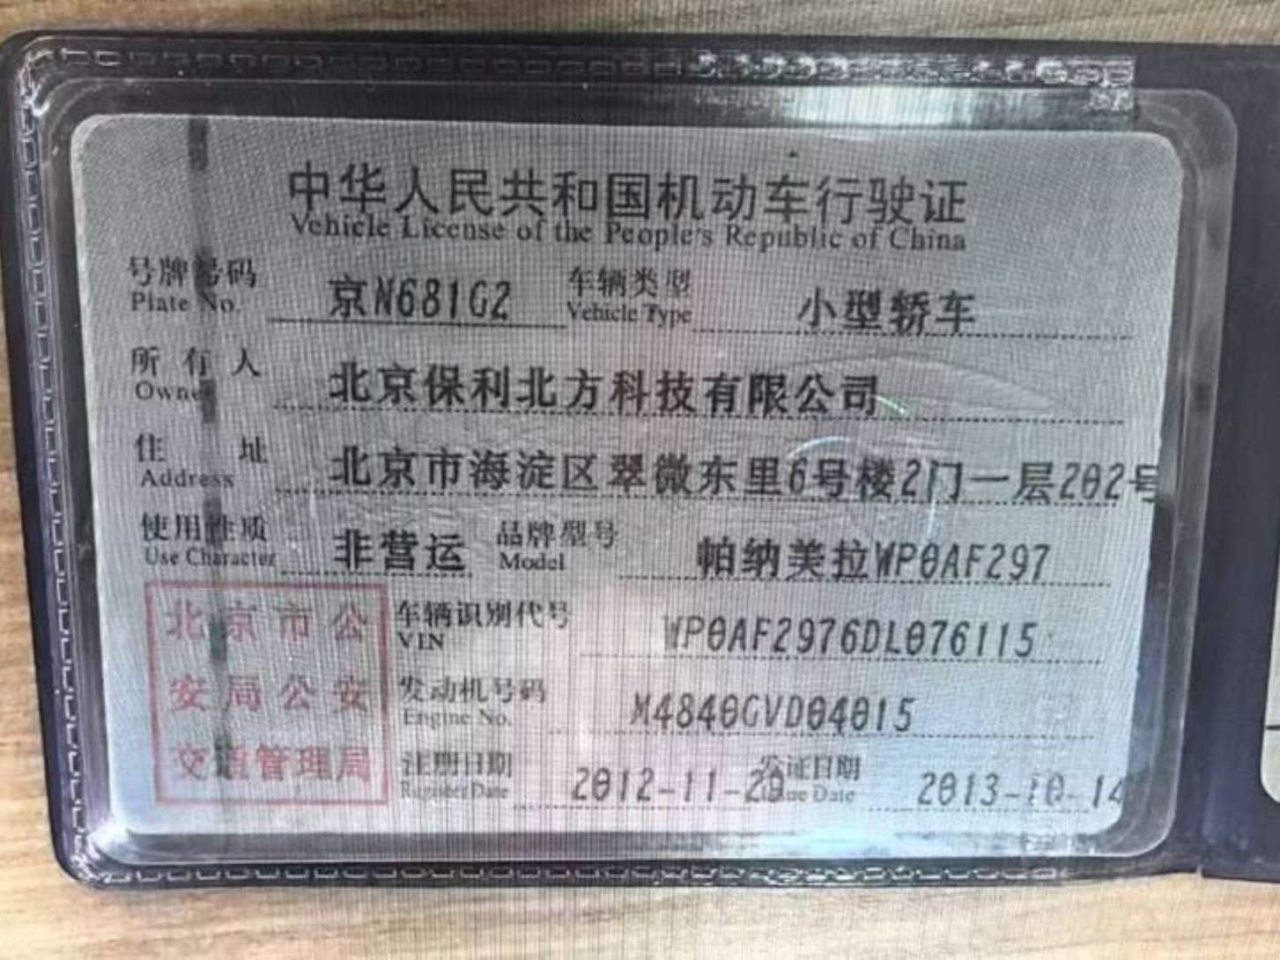 中华人民共和国机动车行驶证
Vehicle License of the People's Republic of China
号牌号码 京N681G2 车辆类型 小型轿车
Plate No. Vehicle Type
所有人 北京保利北方科技有限公司
Owner
住址 北京市海淀区翠微东里6号楼2门一层202号
Address
使用性质 非营运 品牌型号 帕纳美拉WP0AF297
Use Character Model
北京市公
安局公安
交通管理局
车辆识别代号 WP0AF2976DL076115
VIN
发动机号码 M4840GVD04015
Engine No.
注册日期 2012-11-20 发证日期 2013-10-14
Register Date Issue Date